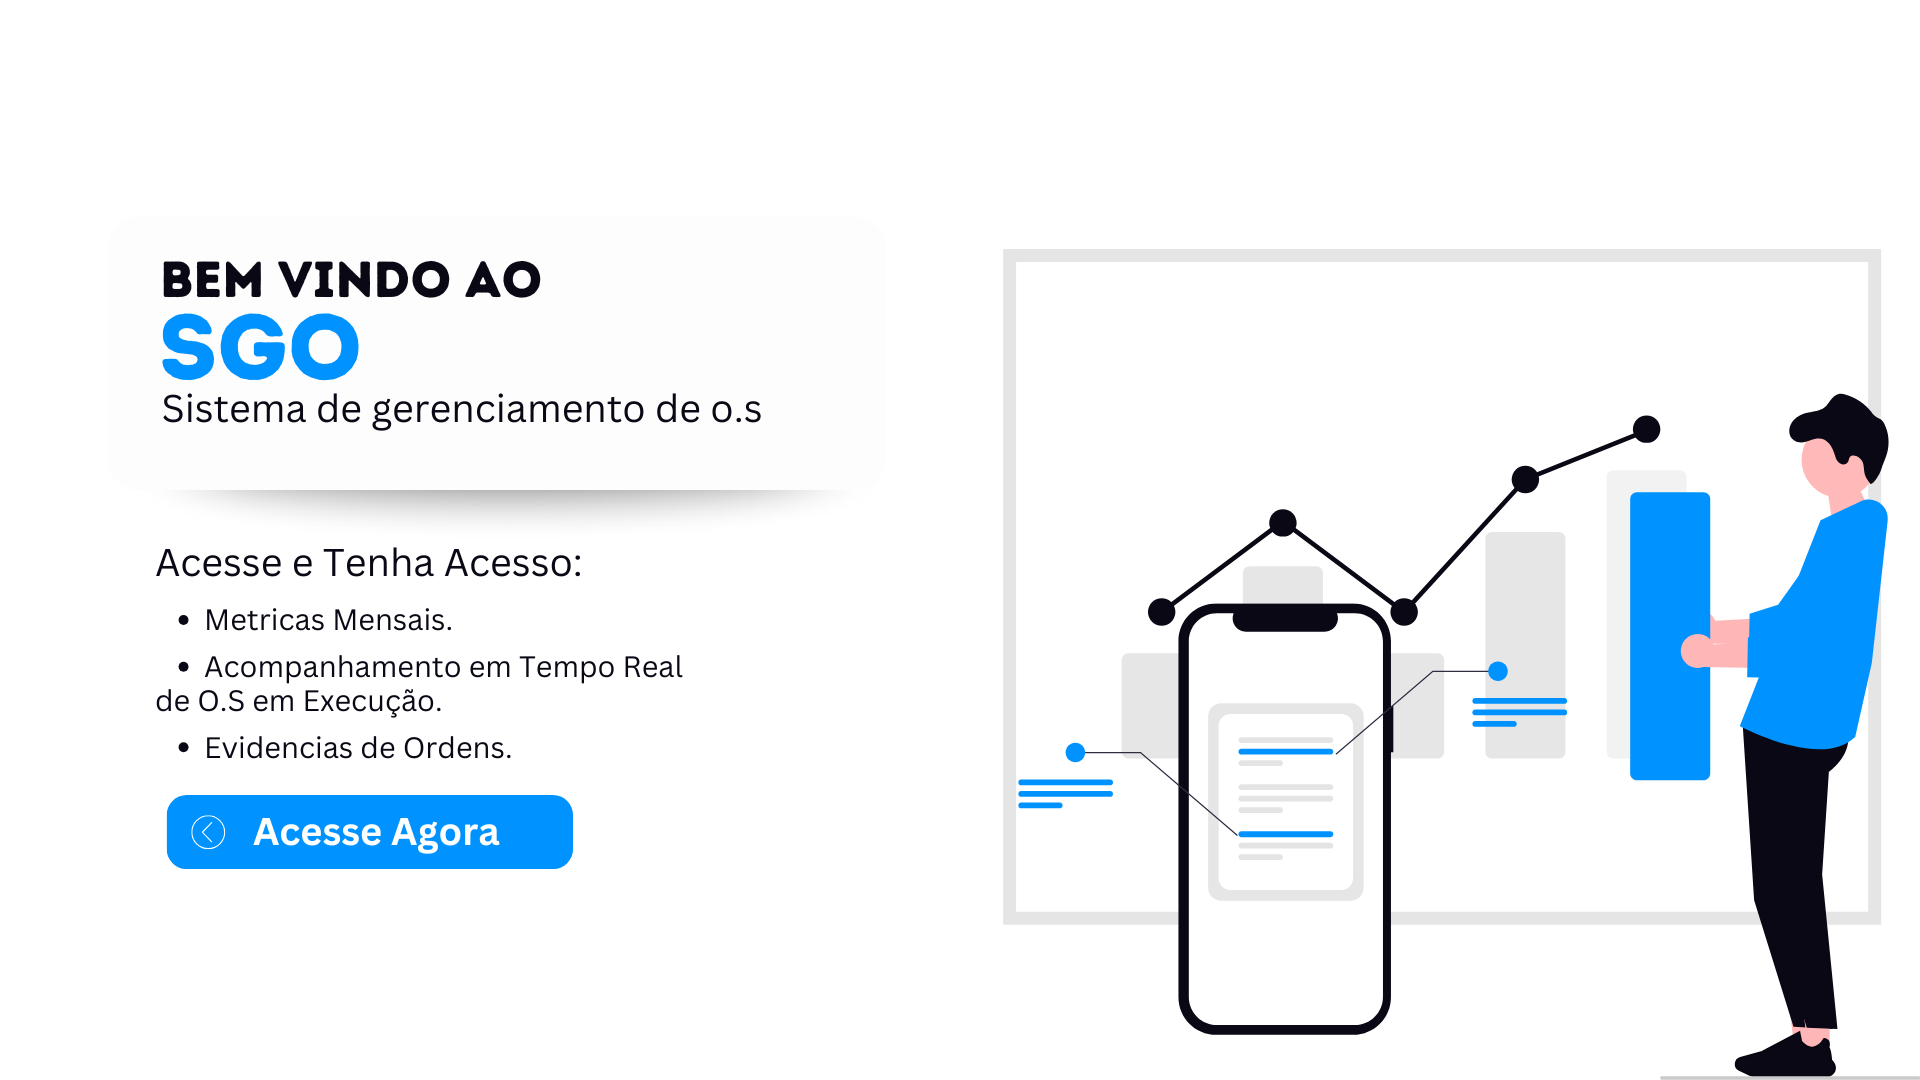 BEM VINDO AO
SGO
Sistema de gerenciamento de o.s
Acesse e Tenha Acesso:
• Metricas Mensais.
• Acompanhamento em Tempo Real
de O.S em Execução.
• Evidencias de Ordens.
Acesse Agora